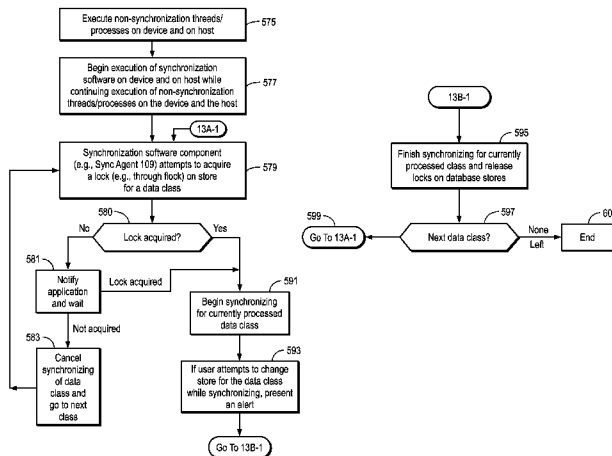 Execute non-synchronization threads/
processes on device and on host
575
Begin execution of synchronization
software on device and on host while
continuing execution of non-synchronization
threads/processes on the device and the host
577
13A-1
Synchronization software component
(e.g., Sync Agent 109) attempts to acquire
a lock (e.g., through flock) on store
for a data class
579
580
Lock acquired?
No
Yes
581
Notify
application
and wait
Lock acquired
Not acquired
583
Cancel
synchronizing
of data
class and
go to next
class
591
Begin synchronizing
for currently processed
data class
593
If user attempts to change
store for the data class
while synchronizing, present
an alert
Go To 13B-1
13B-1
595
Finish synchronizing for
currently processed
class and release
locks on database stores
597
599
Go To 13A-1
Next data class?
None
Left
60
End